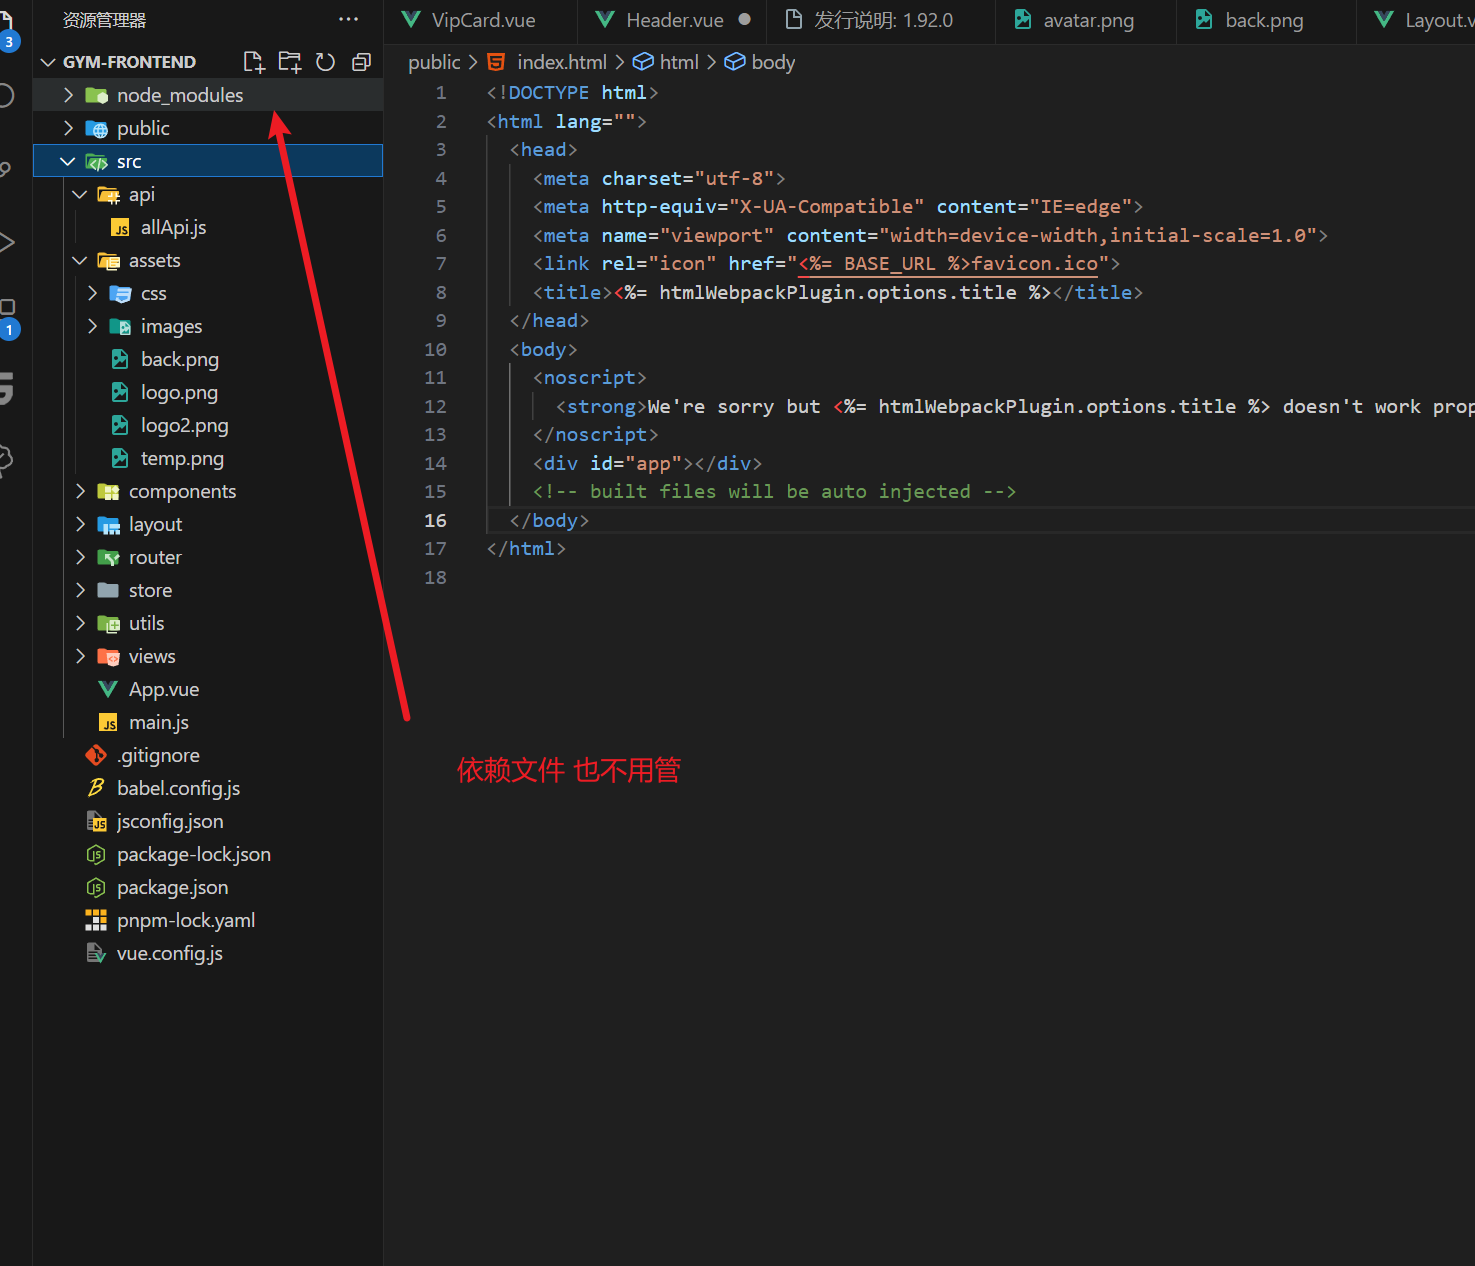 资源管理器
VipCard.vue
Header.vue
发行说明: 1.92.0
avatar.png
back.png
Layout.v
3
GYM-FRONTEND
public > index.html > html > body
node_modules
public
src
api
allApi.js
assets
css
images
back.png
logo.png
logo2.png
temp.png
components
layout
router
store
utils
views
App.vue
main.js
.gitignore
babel.config.js
jsconfig.json
package-lock.json
package.json
pnpm-lock.yaml
vue.config.js
1
1 <!DOCTYPE html>
2 <html lang="">
3 <head>
4 <meta charset="utf-8">
5 <meta http-equiv="X-UA-Compatible" content="IE=edge">
6 <meta name="viewport" content="width=device-width,initial-scale=1.0">
7 <link rel="icon" href="<%= BASE_URL %>favicon.ico">
8 <title><%= htmlWebpackPlugin.options.title %></title>
9 </head>
10 <body>
11 <noscript>
12 <strong>We're sorry but <%= htmlWebpackPlugin.options.title %> doesn't work prop
13 </noscript>
14 <div id="app"></div>
15 <!-- built files will be auto injected -->
16 </body>
17 </html>
18
依赖文件 也不用管